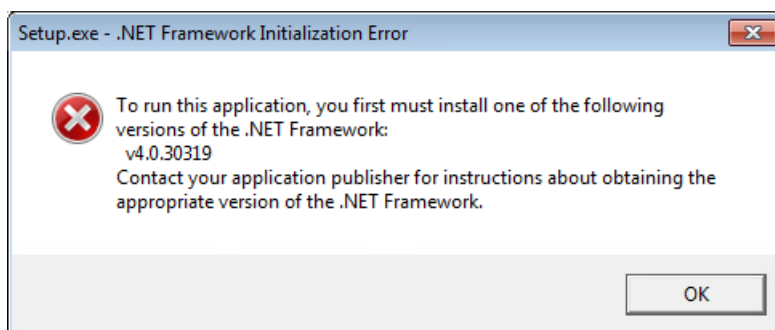 Setup.exe - .NET Framework Initialization Error
To run this application, you first must install one of the following
versions of the .NET Framework:
v4.0.30319
Contact your application publisher for instructions about obtaining the
appropriate version of the .NET Framework.
OK